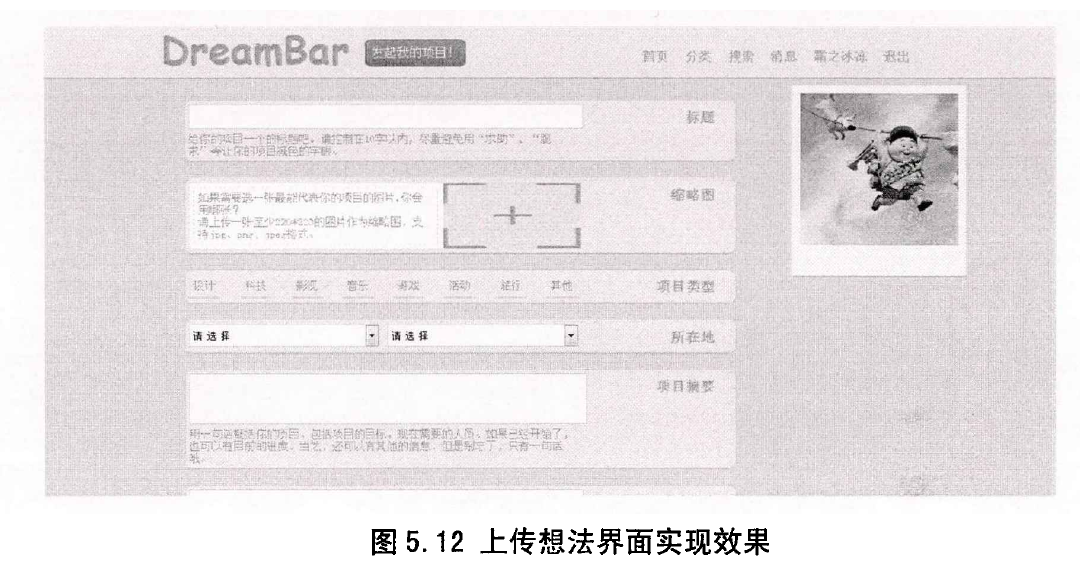 DreamBar
发起我的项目!
首页 分类 搜索 消息 霜之冰冻 退出
标题
给你的项目一个的标题吧,请控制在10字以内,尽量避免用“求助”、“跪
求”等让你的项目减色的字眼。
如果需要选一张最能代表你的项目的照片,你会
用哪张?
请上传一张至少220*220的图片作为缩略图,支
持jpg、png、jpeg格式。
缩略图
设计 科技 影视 音乐 游戏 活动 旅行 其他
项目类型
请选择 请选择
所在地
项目摘要
用一句话概括你的项目,包括项目的目标,现在需要的人员,如果已经开始了,
也可以有目前的进度,当然,还可以有其他的信息,但是别忘了,只有一句话
哦。
图 5.12 上传想法界面实现效果